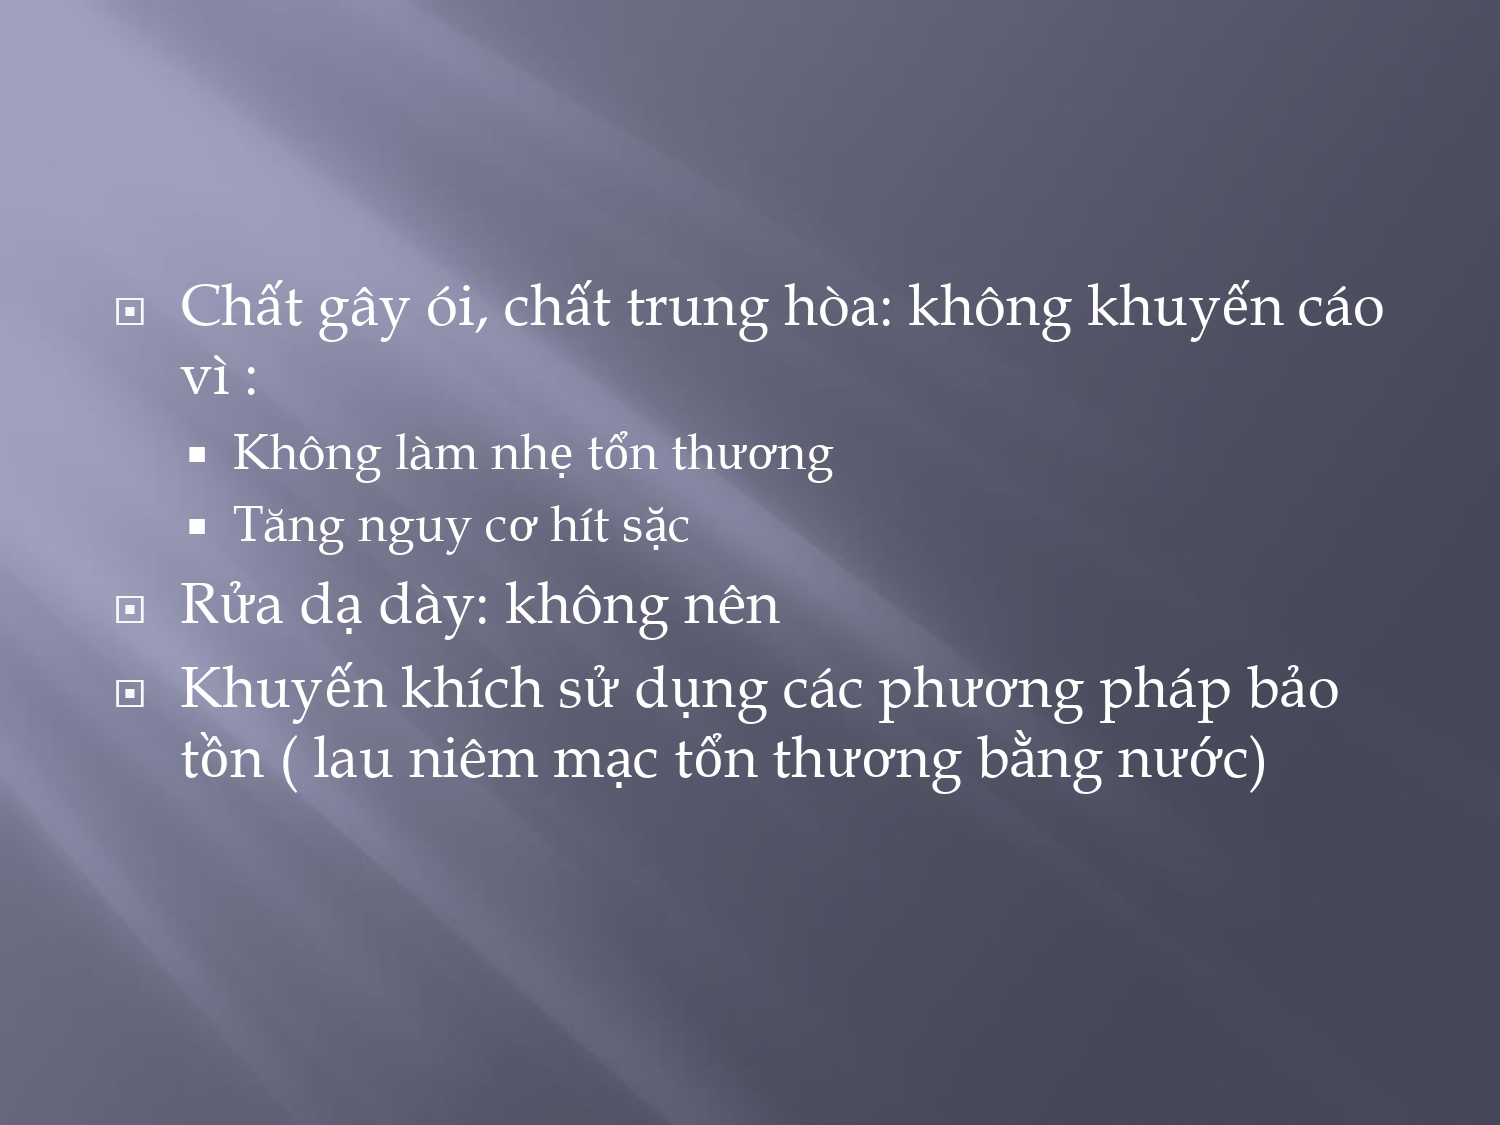 Chất gây ói, chất trung hòa: không khuyến cáo
vì :
Không làm nhẹ tổn thương
Tăng nguy cơ hít sặc
Rửa dạ dày: không nên
Khuyến khích sử dụng các phương pháp bảo
tồn ( lau niêm mạc tổn thương bằng nước)